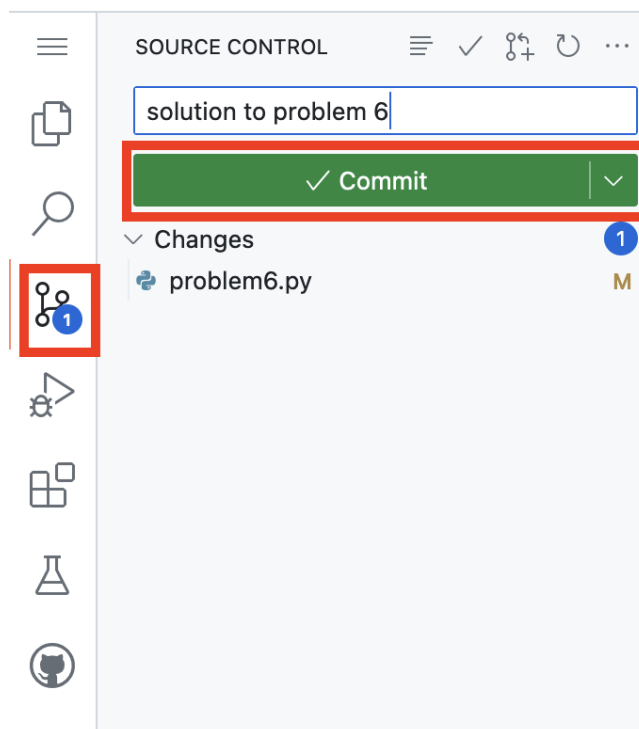 SOURCE CONTROL
solution to problem 6
Commit
Changes 1
problem6.py M
1